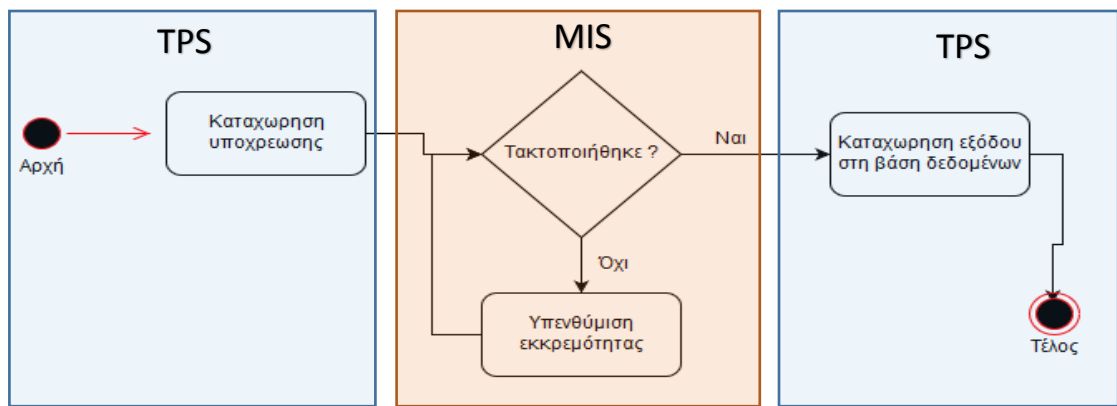 TPS
MIS
TPS
Αρχή
Καταχωρηση
υποχρεωσης
Τακτοποιήθηκε ?
Ναι
Όχι
Υπενθύμιση
εκκρεμότητας
Καταχωρηση εξόδου
στη βάση δεδομένων
Τέλος